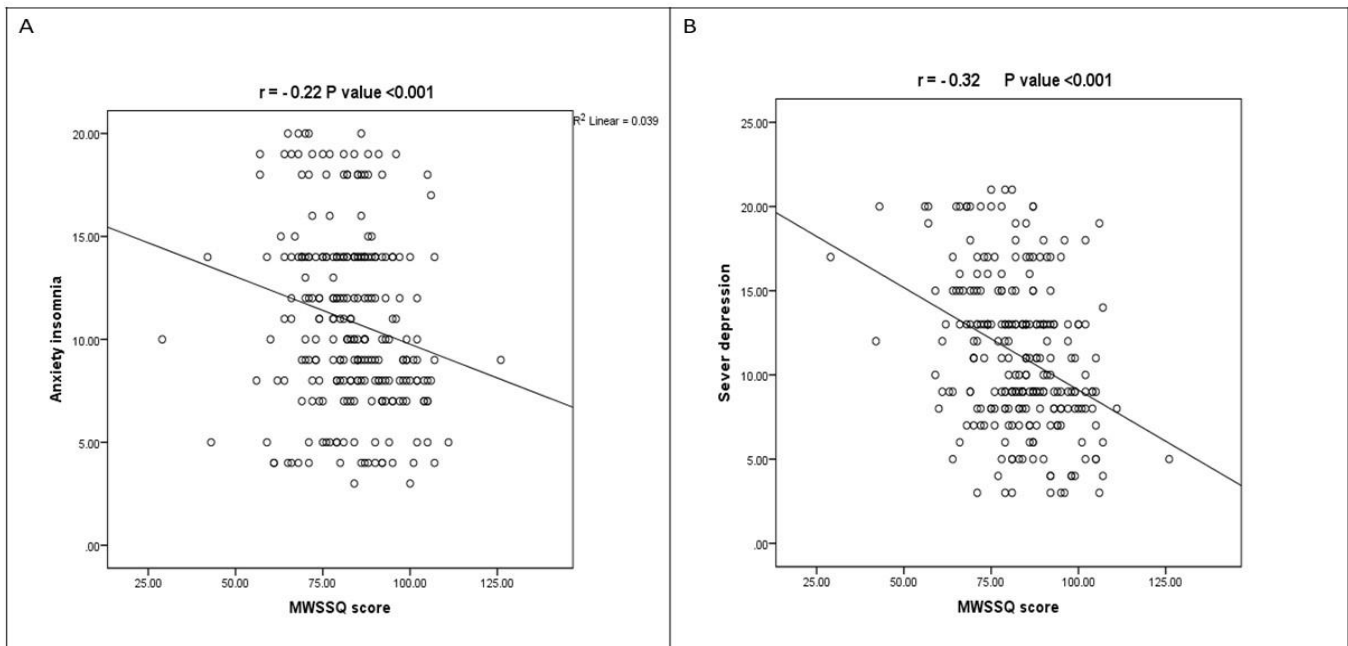 A
r = - 0.22 P value <0.001
R2 Linear = 0.039
Anxiety insomnia
20.00
15.00
10.00
5.00
.00
25.00
50.00
75.00
100.00
125.00
MWSSQ score
B
r = - 0.32 P value <0.001
Sever depression
25.00
20.00
15.00
10.00
5.00
.00
25.00
50.00
75.00
100.00
125.00
MWSSQ score